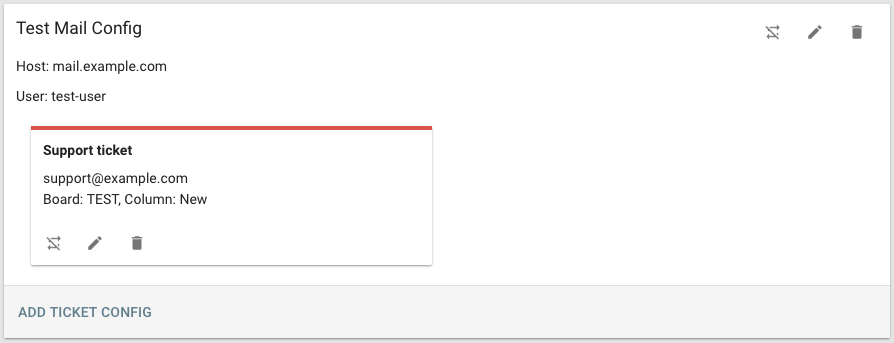 Test Mail Config
Host: mail.example.com
User: test-user
Support ticket
support@example.com
Board: TEST, Column: New
ADD TICKET CONFIG